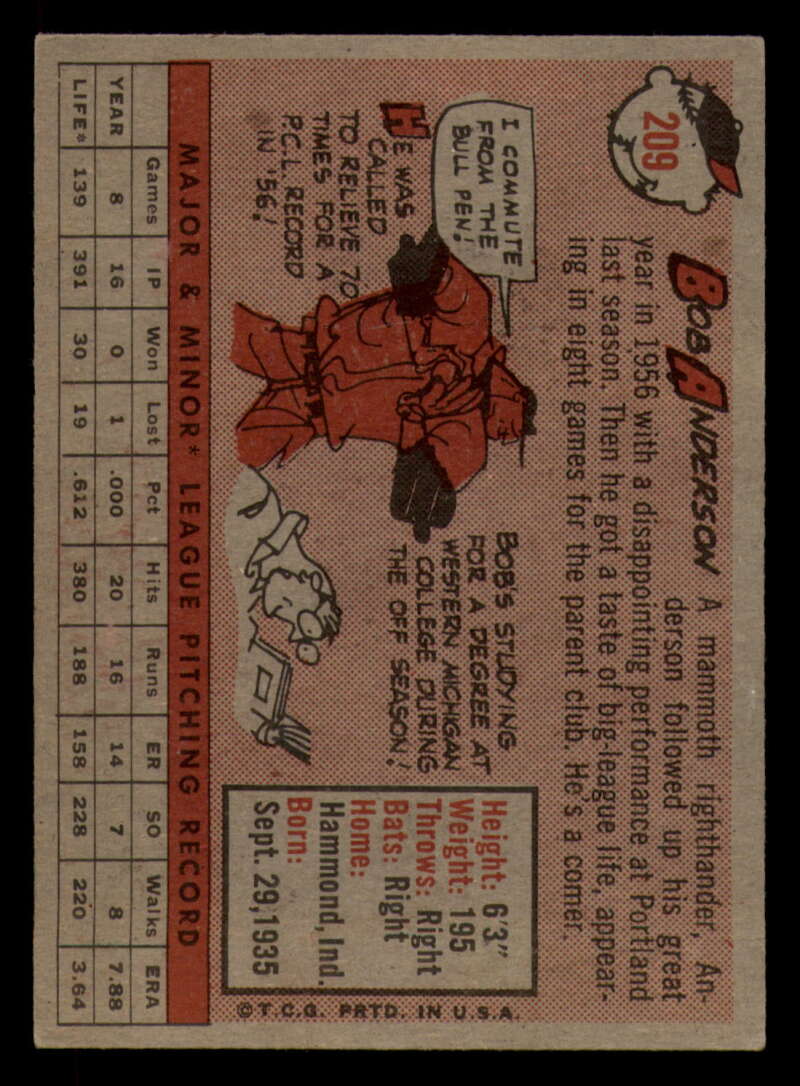 209
BOB ANDERSON A mammoth righthander, An-
derson followed up his great
year in 1956 with a disappointing performance at Portland
last season. Then he got a taste of big-league life, appear-
ing in eight games for the parent club. He's a comer.
I COMMUTE
FROM THE
BULL PEN!
HE WAS
CALLED
TO RELIEVE 70
TIMES FOR A
P.C.L. RECORD
IN '56!
BOB'S STUDYING
FOR A DEGREE AT
WESTERN MICHIGAN
COLLEGE DURING
THE OFF SEASON!
Height: 6'3"
Weight: 195
Throws: Right
Bats: Right
Home:
Hammond, Ind.
Born:
Sept. 29, 1935
© T.C.G. PRTD. IN U.S.A.
MAJOR & MINOR* LEAGUE PITCHING RECORD
Games IP Won Lost Pct Hits Runs ER SO Walks ERA
YEAR 8 16 0 1 .000 20 16 14 7 8 7.88
LIFE* 139 391 30 19 .612 380 188 158 228 220 3.64